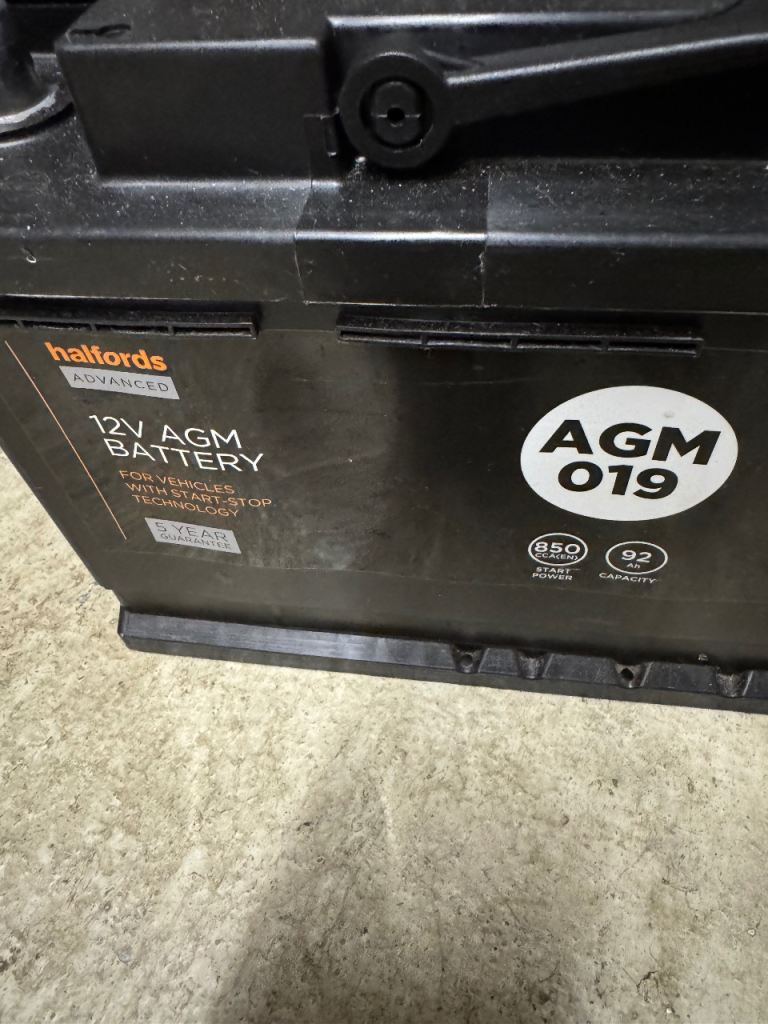 halfords
ADVANCED
12V AGM
BATTERY
FOR VEHICLES
WITH START-STOP
TECHNOLOGY
5 YEAR
GUARANTEE
AGM
019
850
CCA(EN)
START
POWER
92
Ah
CAPACITY